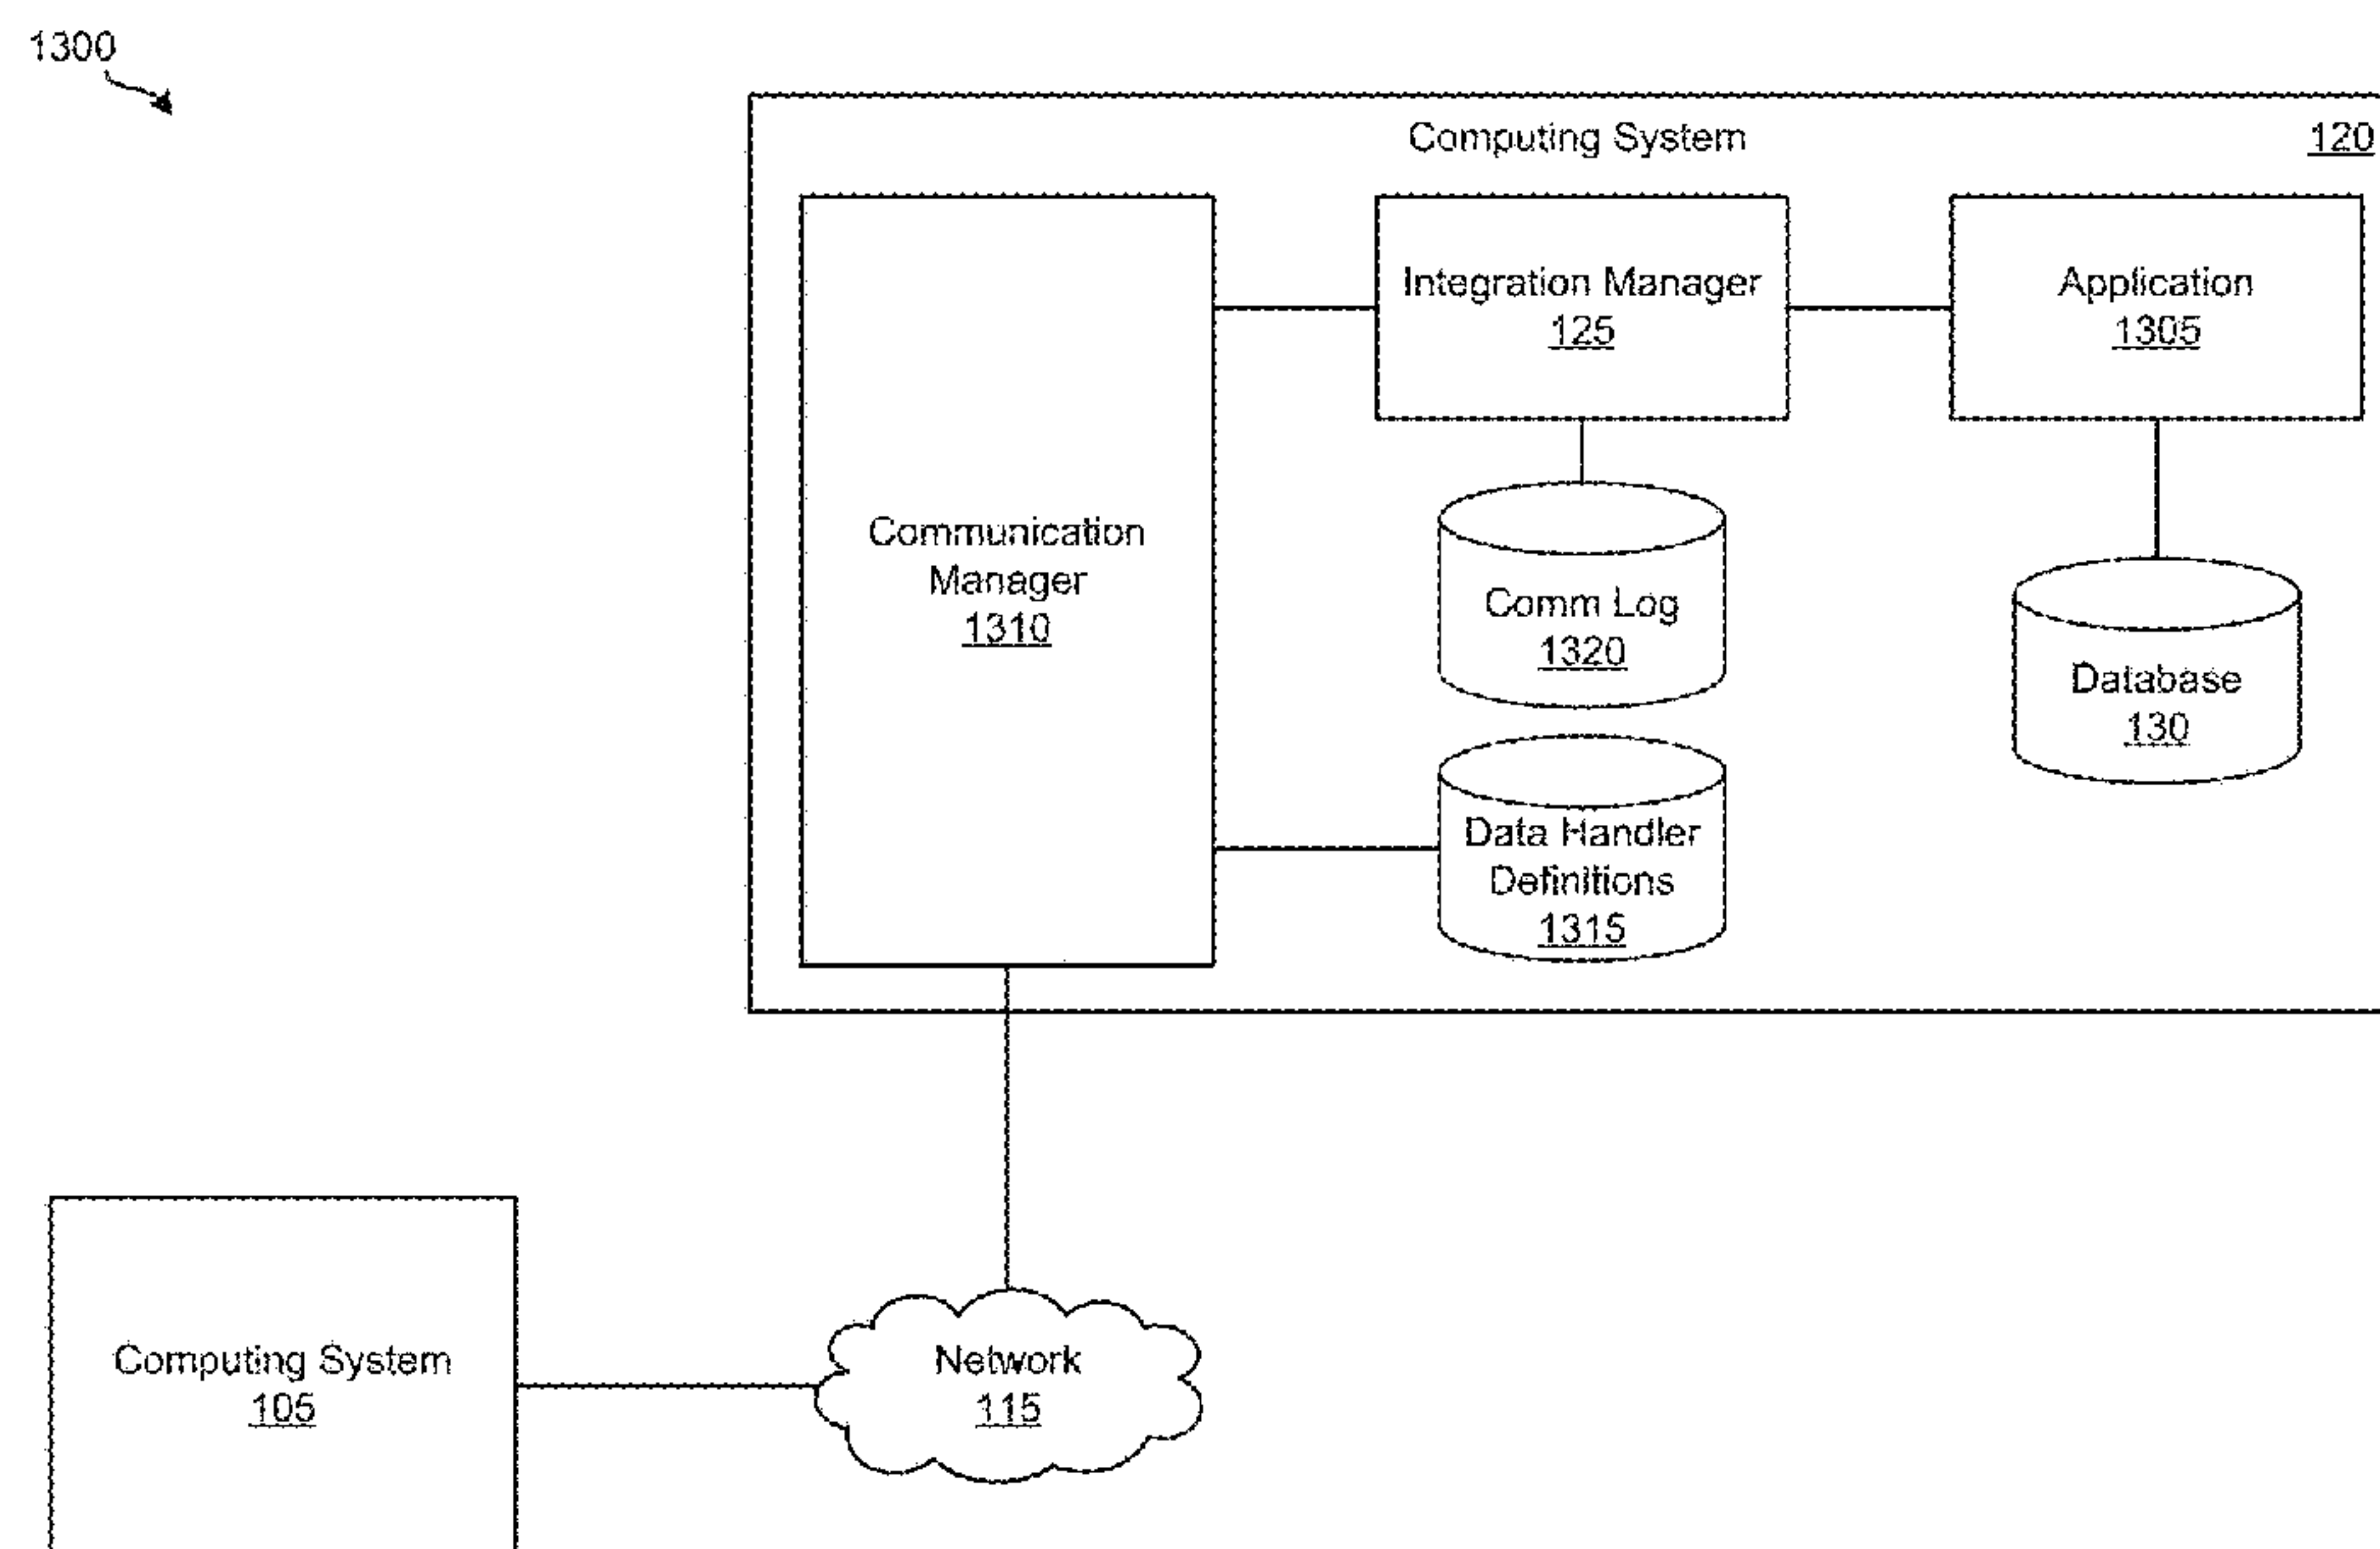 1300
Computing System
120
Communication
Manager
1310
Integration Manager
125
Application
1305
Comm Log
1320
Database
130
Data Handler
Definitions
1315
Computing System
105
Network
115